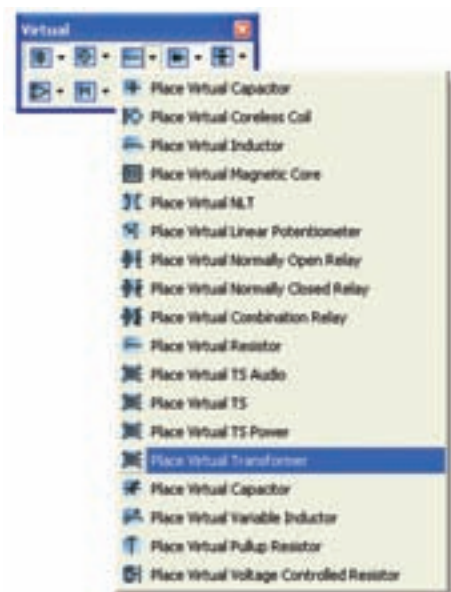 Virtual
Place Virtual Capacitor
Place Virtual Coreless Coil
Place Virtual Inductor
Place Virtual Magnetic Core
Place Virtual NLT
Place Virtual Linear Potentiometer
Place Virtual Normally Open Relay
Place Virtual Normally Closed Relay
Place Virtual Combination Relay
Place Virtual Resistor
Place Virtual TS Audio
Place Virtual TS
Place Virtual TS Power
Place Virtual Transformer
Place Virtual Capacitor
Place Virtual Variable Inductor
Place Virtual Pullup Resistor
Place Virtual Voltage Controlled Resistor